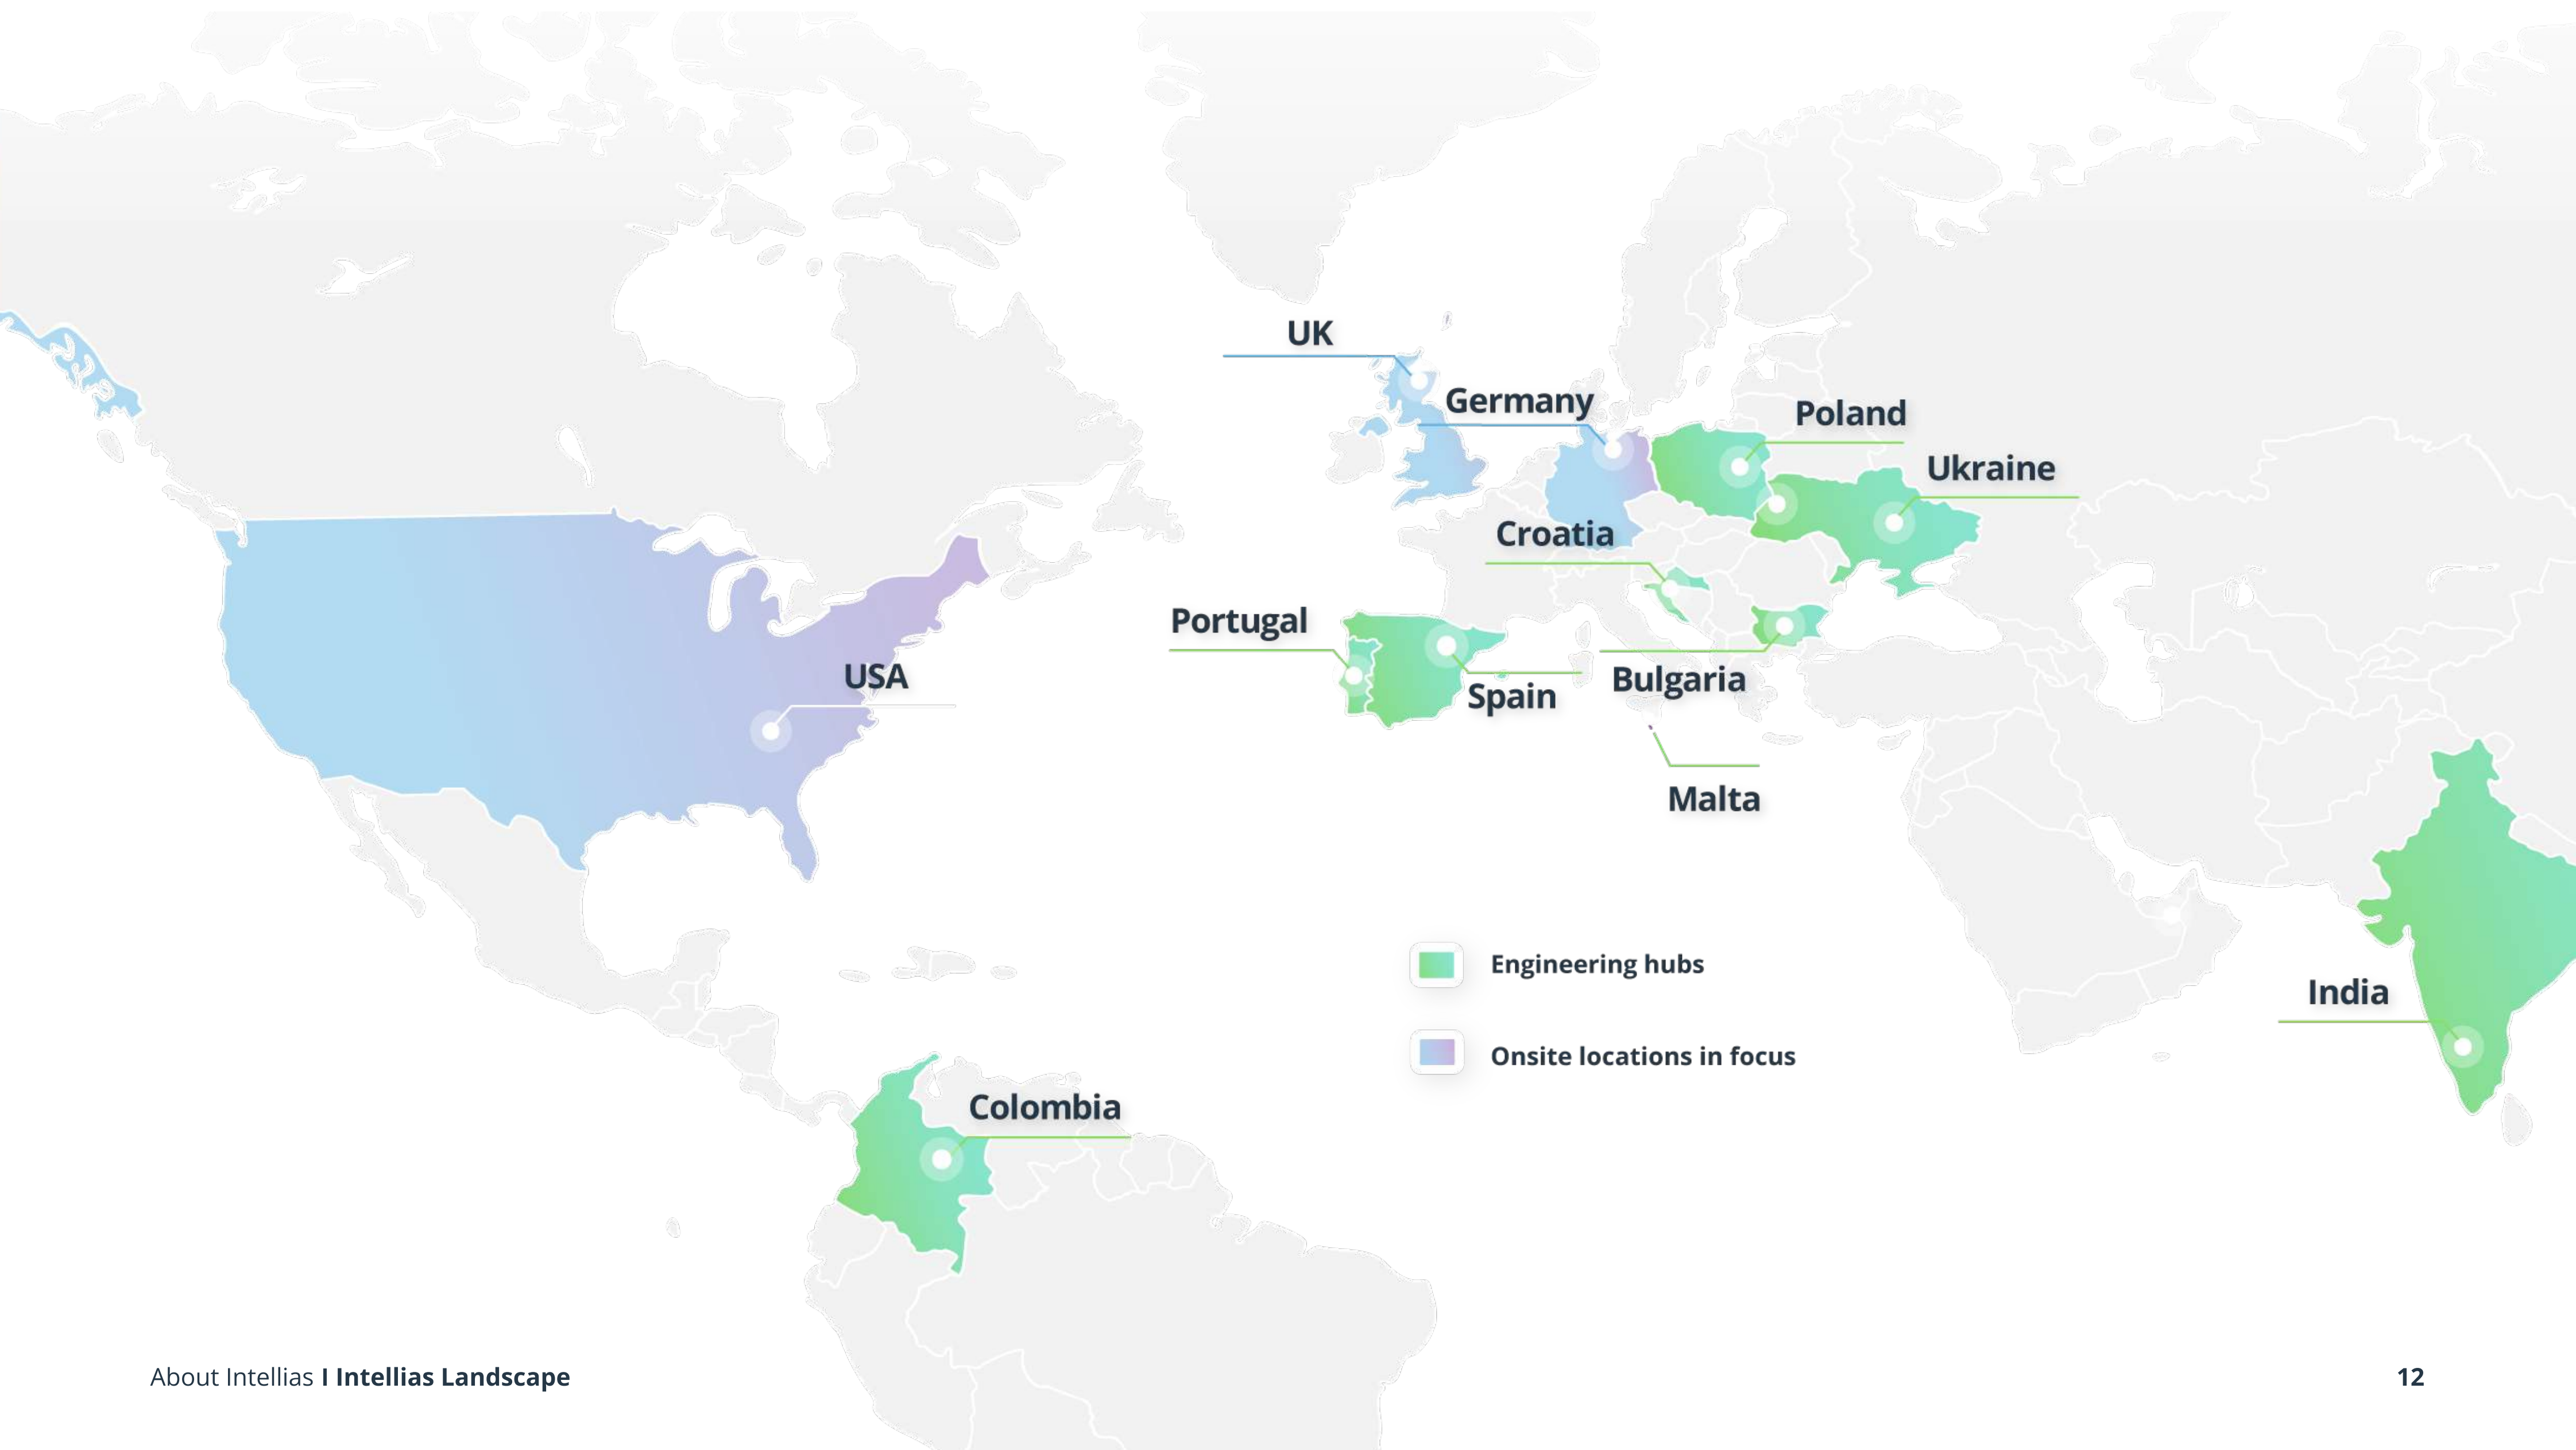 UK
Germany
Poland
Ukraine
Croatia
Portugal
USA
Spain
Bulgaria
Malta
Engineering hubs
India
Onsite locations in focus
Colombia
About Intellias I Intellias Landscape
12